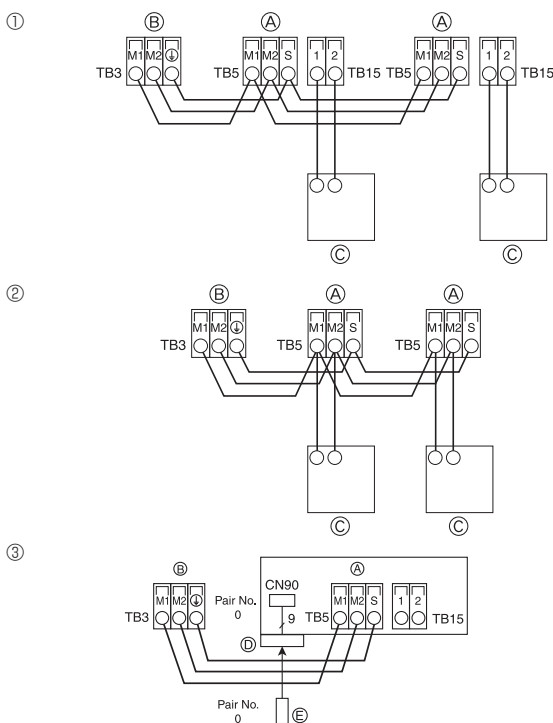 ①
Ⓑ Ⓐ Ⓐ
M1 M2 ⏚ M1 M2 S 1 2 M1 M2 S 1 2
TB3 TB5 TB15 TB5 TB15
Ⓒ Ⓒ
②
Ⓑ Ⓐ Ⓐ
M1 M2 ⏚ M1 M2 S M1 M2 S
TB3 TB5 TB5
Ⓒ Ⓒ
③
Ⓑ Ⓐ
CN90
M1 M2 ⏚ Pair No. M1 M2 S 1 2
TB3 0 9 TB5 TB15
Ⓓ
Pair No.
0 Ⓔ